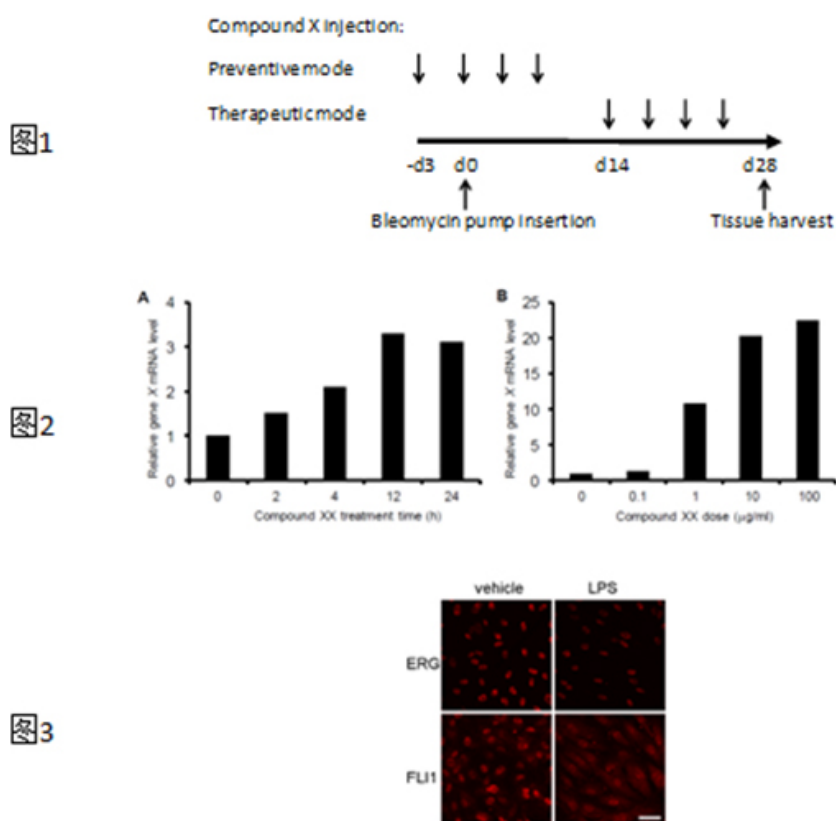 Compound X injection:
Preventive mode
Therapeutic mode
图1
-d3 d0 d14 d28
Bleomycin pump insertion Tissue harvest
A
Relative gene X mRNA level
4
3
2
1
0
0 2 4 12 24
Compound XX treatment time (h)
B
Relative gene X mRNA level
25
20
15
10
5
0
0 0.1 1 10 100
Compound XX dose (µg/ml)
图2
vehicle LPS
ERG
图3
FLI1